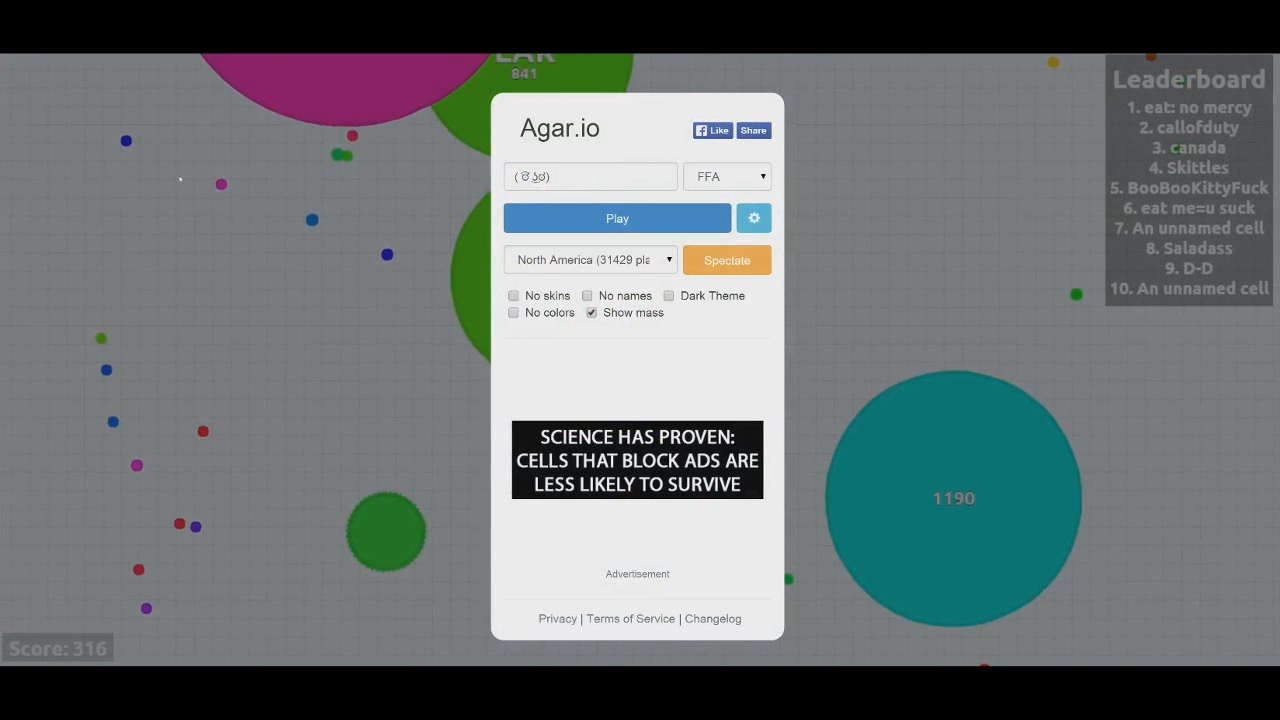 EAR
841
Agar.io
Like
Share
FFA
Play
North America (31429 pla
Spectate
No skins
No names
Dark Theme
No colors
Show mass
SCIENCE HAS PROVEN:
CELLS THAT BLOCK ADS ARE
LESS LIKELY TO SURVIVE
Advertisement
Privacy | Terms of Service | Changelog
Leaderboard
1. eat: no mercy
2. callofduty
3. canada
4. Skittles
5. BooBooKittyFuck
6. eat me=u suck
7. An unnamed cell
8. Saladass
9. D-D
10. An unnamed cell
1190
Score: 316